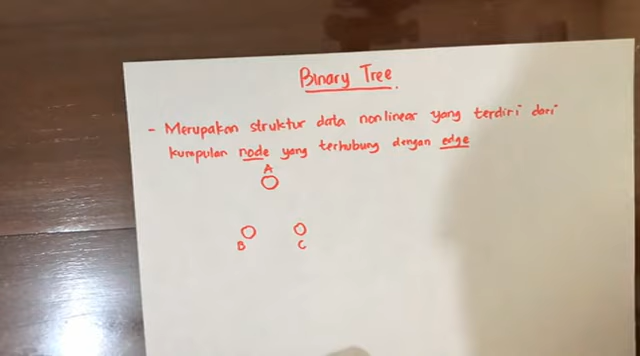 Binary Tree
- Merupakan struktur data nonlinear yang terdiri dari
kumpulan node yang terhubung dengan edge
A
B C